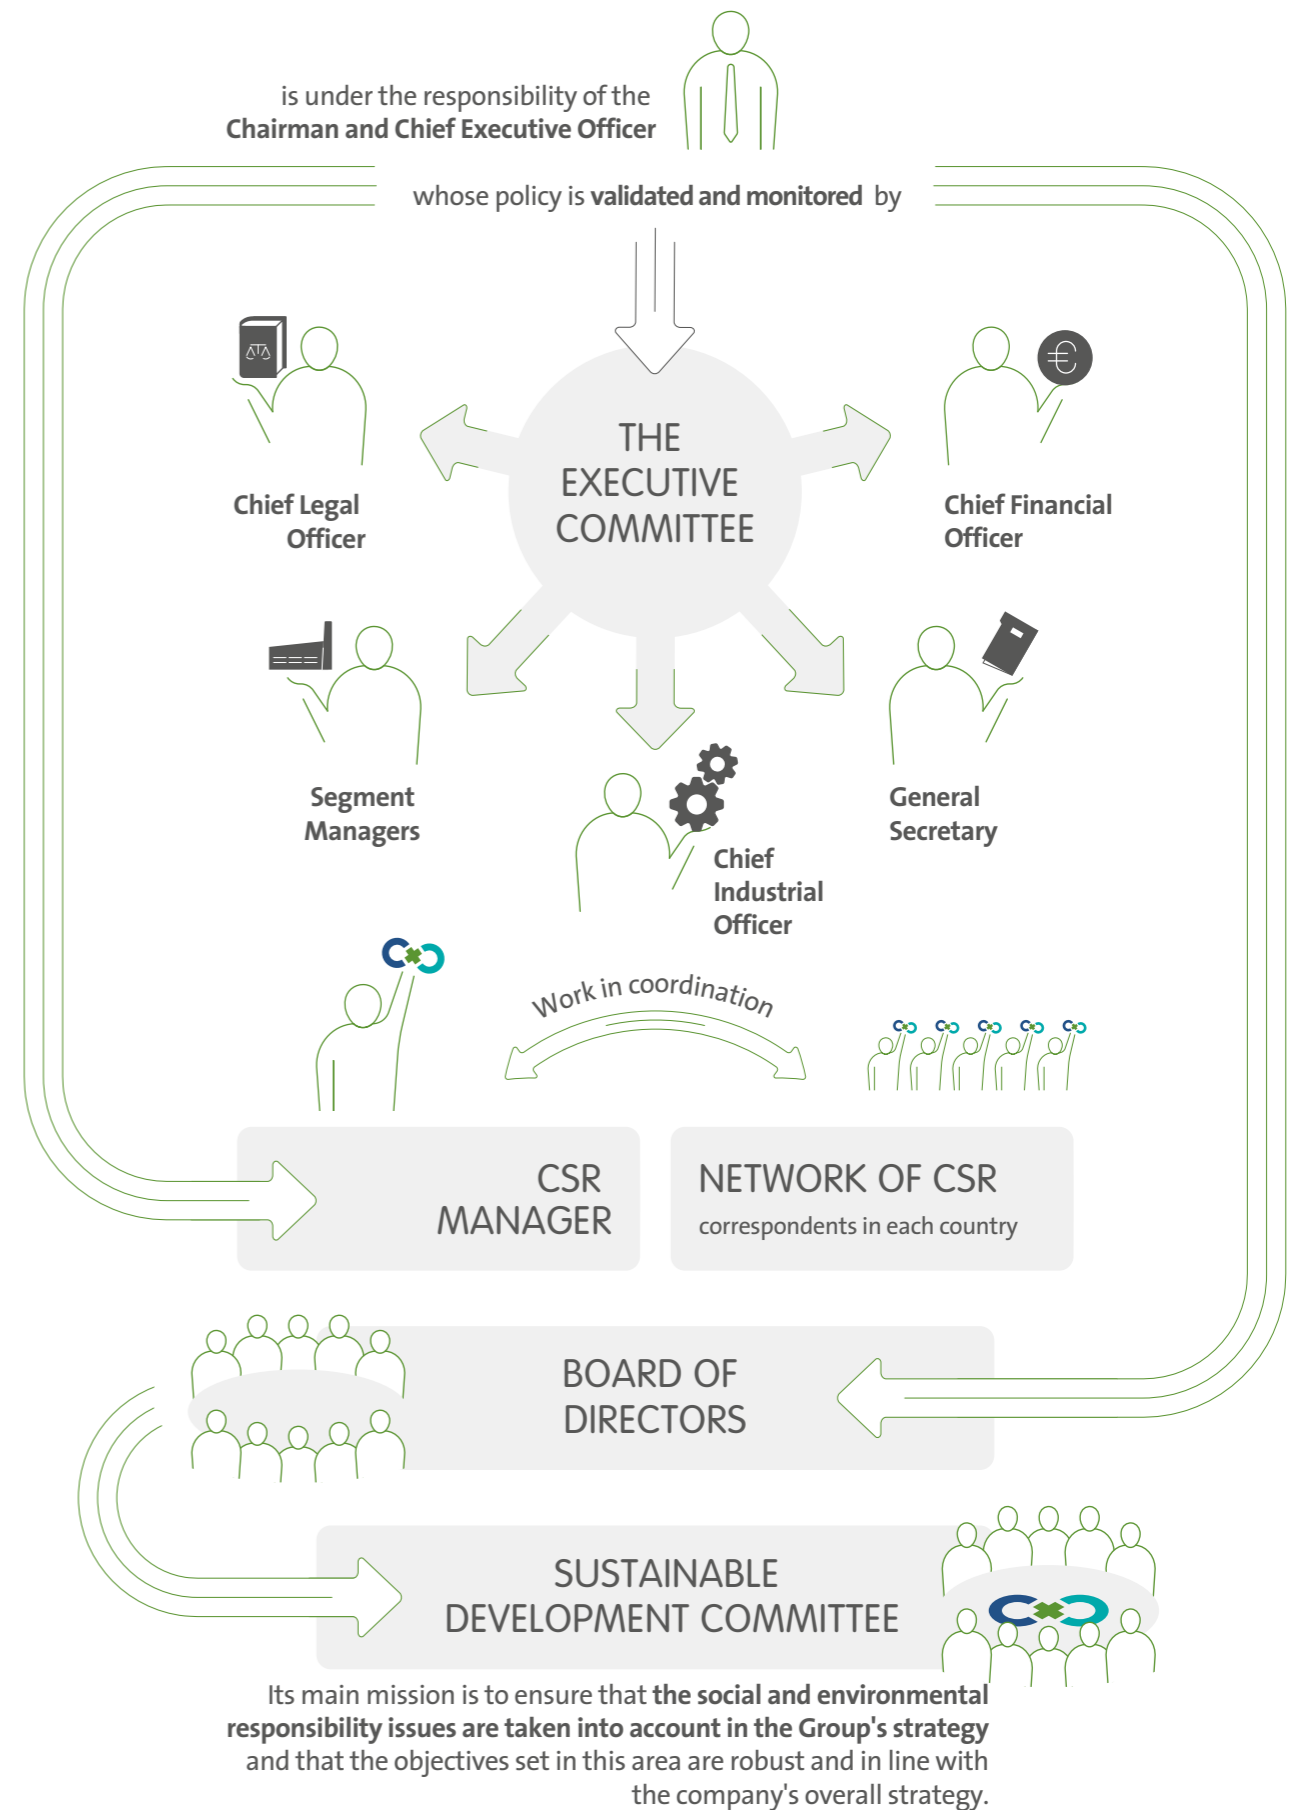 is under the responsibility of the
Chairman and Chief Executive Officer
whose policy is validated and monitored by
THE
EXECUTIVE
COMMITTEE
Chief Legal
Officer
Chief Financial
Officer
Segment
Managers
General
Secretary
Chief
Industrial
Officer
Work in coordination
CSR
MANAGER
NETWORK OF CSR
correspondents in each country
BOARD OF
DIRECTORS
SUSTAINABLE
DEVELOPMENT COMMITTEE
Its main mission is to ensure that the social and environmental
responsibility issues are taken into account in the Group's strategy
and that the objectives set in this area are robust and in line with
the company's overall strategy.